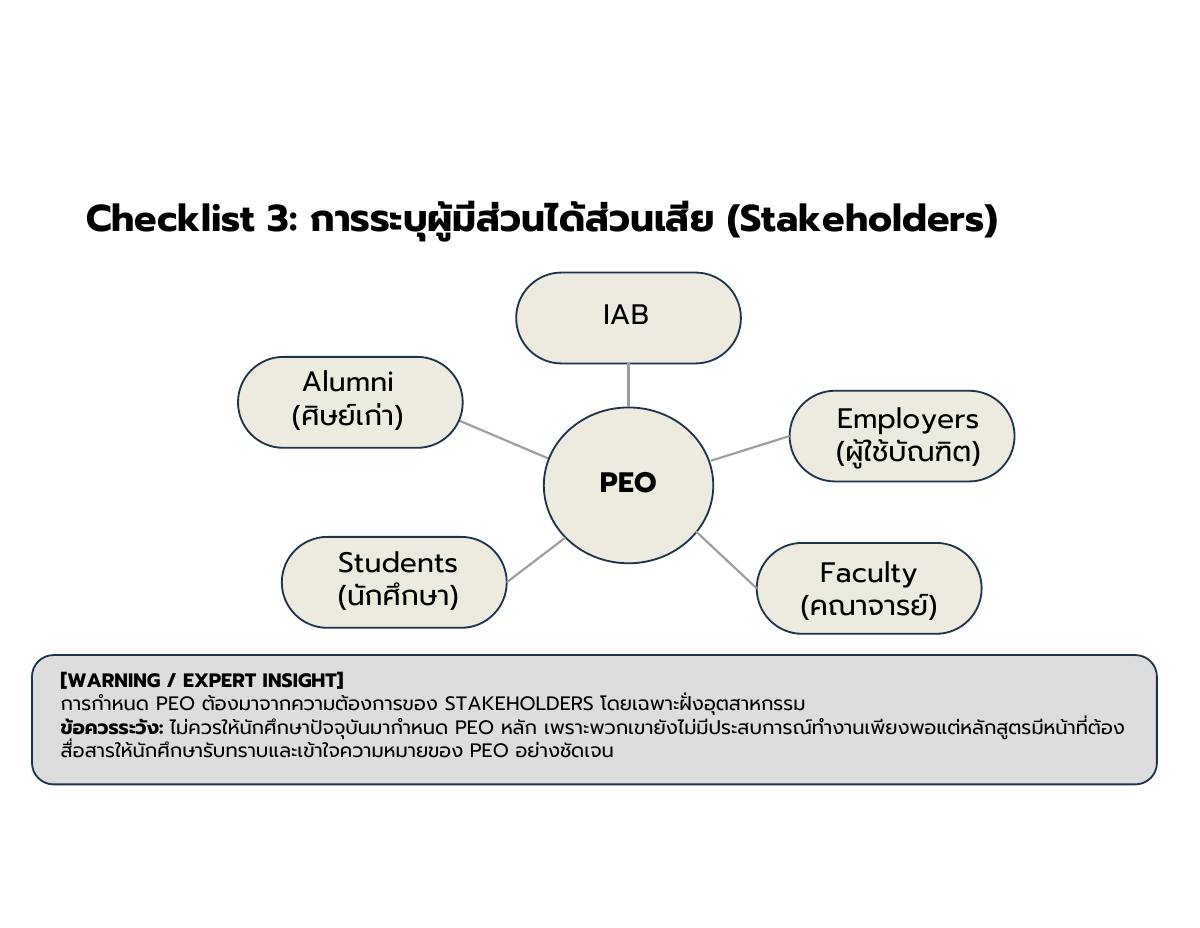 Checklist 3: การระบุผู้มีส่วนได้ส่วนเสีย (Stakeholders)
IAB
Alumni
(ศิษย์เก่า)
Employers
(ผู้ใช้บัณฑิต)
PEO
Students
(นักศึกษา)
Faculty
(คณาจารย์)
[WARNING / EXPERT INSIGHT]
การกำหนด PEO ต้องมาจากความต้องการของ STAKEHOLDERS โดยเฉพาะฝั่งอุตสาหกรรม
ข้อควรระวัง: ไม่ควรให้นักศึกษาปัจจุบันมากำหนด PEO หลัก เพราะพวกเขายังไม่มีประสบการณ์ทำงานเพียงพอแต่หลักสูตรมีหน้าที่ต้อง
สื่อสารให้นักศึกษารับทราบและเข้าใจความหมายของ PEO อย่างชัดเจน